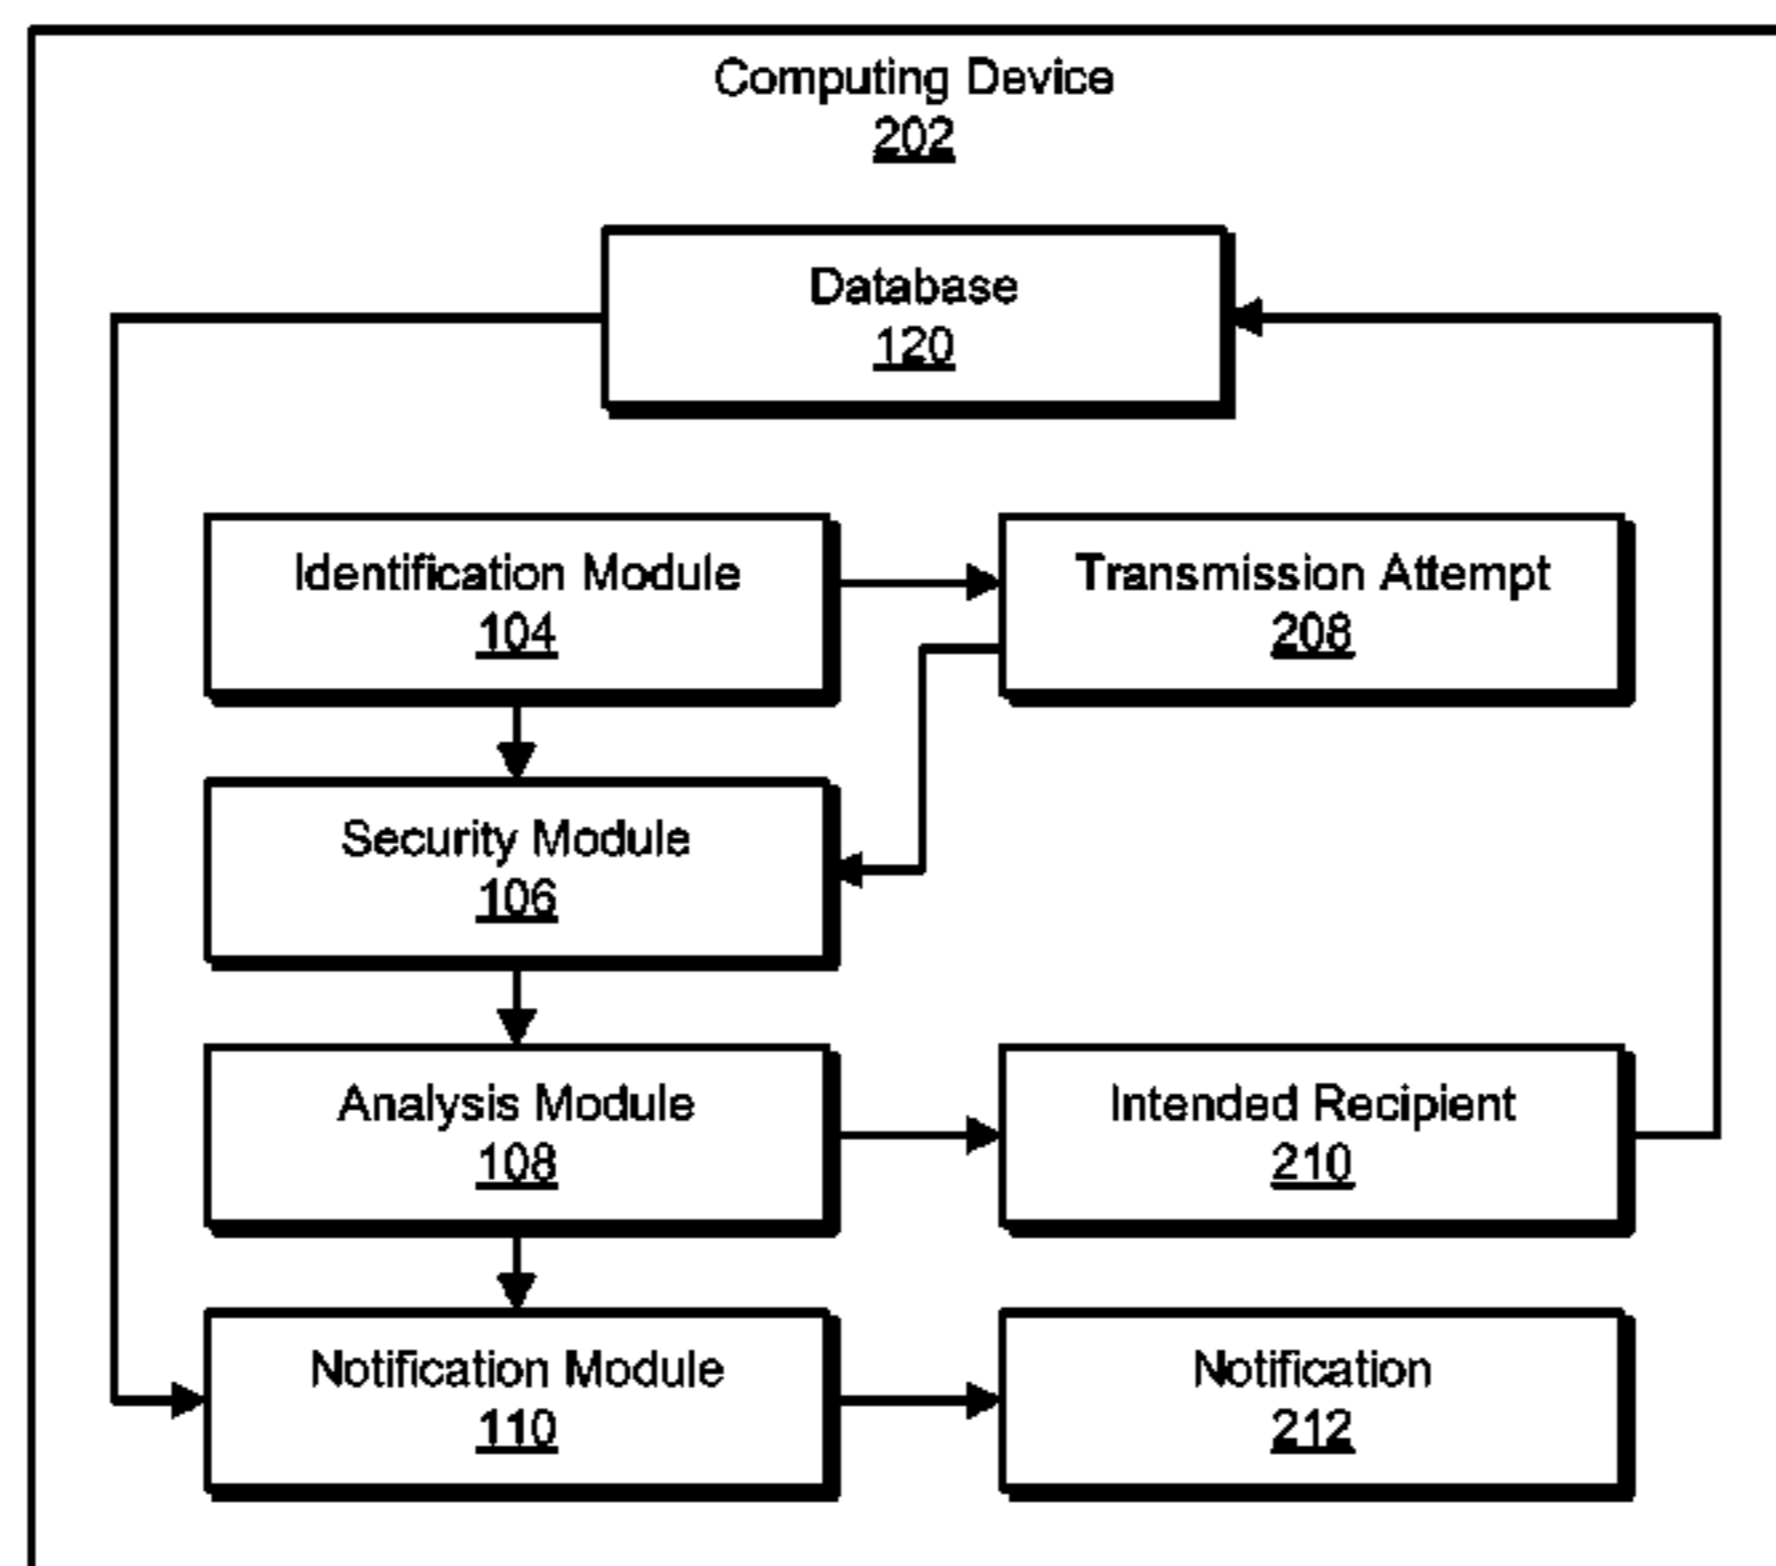 Computing Device
202
Database
120
Identification Module
104
Transmission Attempt
208
Security Module
106
Analysis Module
108
Intended Recipient
210
Notification Module
110
Notification
212